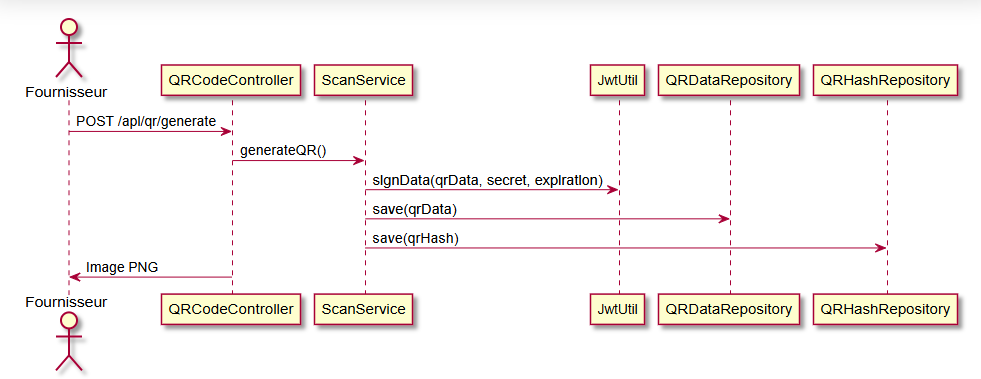 Fournisseur
QRCodeController
ScanService
JwtUtil
QRDataRepository
QRHashRepository
POST /api/qr/generate
generateQR()
signData(qrData, secret, expiration)
save(qrData)
save(qrHash)
Image PNG
Fournisseur
QRCodeController
ScanService
JwtUtil
QRDataRepository
QRHashRepository